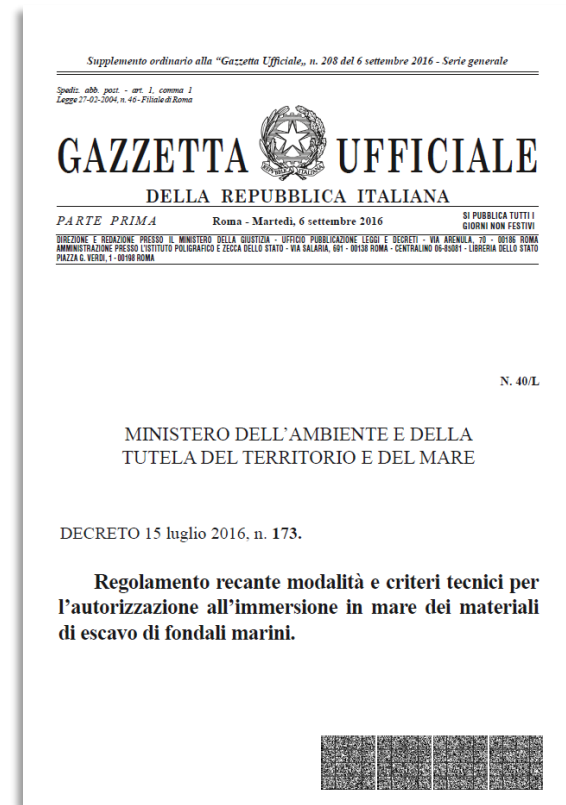 Supplemento ordinario alla “Gazzetta Ufficiale„ n. 208 del 6 settembre 2016 - Serie generale
Spediz. abb. post. - art. 1, comma 1
Legge 27-02-2004, n. 46 - Filiale di Roma
GAZZETTA UFFICIALE
DELLA REPUBBLICA ITALIANA
PARTE PRIMA
Roma - Martedì, 6 settembre 2016
SI PUBBLICA TUTTI I
GIORNI NON FESTIVI
DIREZIONE E REDAZIONE PRESSO IL MINISTERO DELLA GIUSTIZIA - UFFICIO PUBBLICAZIONE LEGGI E DECRETI - VIA ARENULA, 70 - 00186 ROMA
AMMINISTRAZIONE PRESSO L'ISTITUTO POLIGRAFICO E ZECCA DELLO STATO - VIA SALARIA, 691 - 00138 ROMA - CENTRALINO 06-85081 - LIBRERIA DELLO STATO
PIAZZA G. VERDI, 1 - 00198 ROMA
N. 40/L
MINISTERO DELL’AMBIENTE E DELLA
TUTELA DEL TERRITORIO E DEL MARE
DECRETO 15 luglio 2016, n. 173.
Regolamento recante modalità e criteri tecnici per
l’autorizzazione all’immersione in mare dei materiali
di escavo di fondali marini.